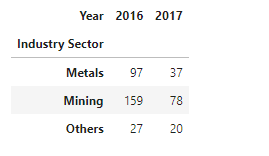 Year 2016 2017
Industry Sector
Metals 97 37
Mining 159 78
Others 27 20